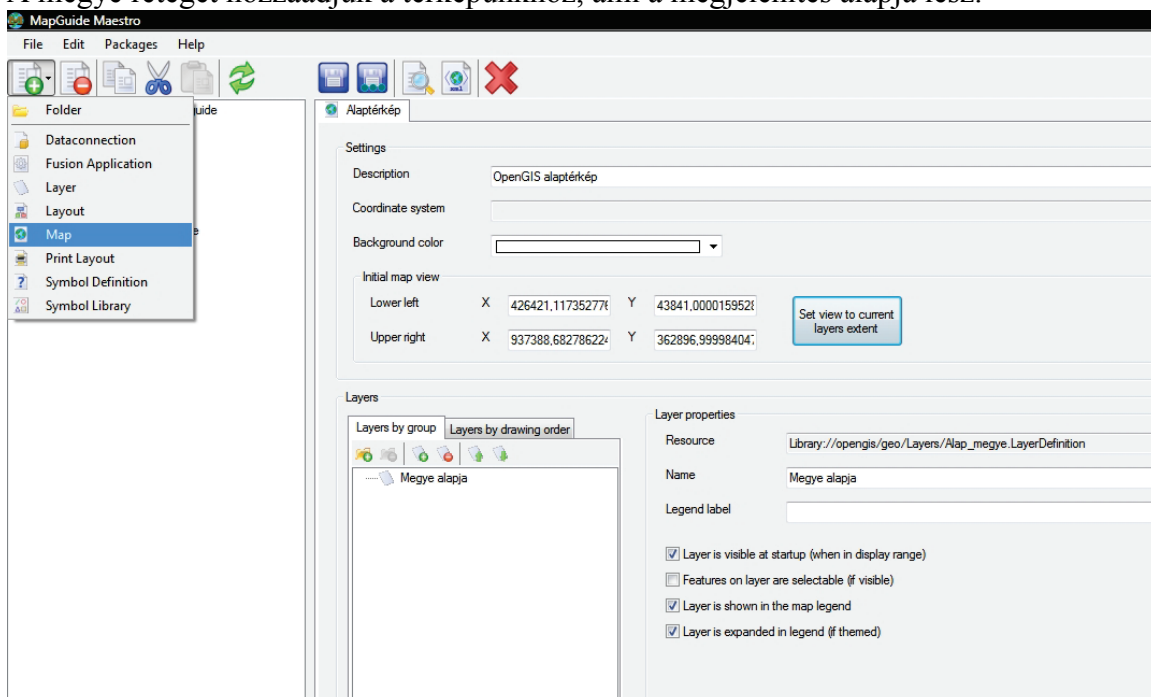 A megye réteget hozzáadjuk a térképünkhöz, ami a megjelenítés alapja lesz.
MapGuide Maestro
File Edit Packages Help
Folder
Dataconnection
Fusion Application
Layer
Layout
Map
Print Layout
Symbol Definition
Symbol Library
uide
e
Alaptérkép
Settings
Description OpenGIS alaptérkép
Coordinate system
Background color
Initial map view
Lower left X 426421,117352776 Y 43841,0000159528
Upper right X 937388,682786224 Y 362896,999984047
Set view to current
layers extent
Layers
Layers by group Layers by drawing order
Megye alapja
Layer properties
Resource Library://opengis/geo/Layers/Alap_megye.LayerDefinition
Name Megye alapja
Legend label
Layer is visible at startup (when in display range)
Features on layer are selectable (if visible)
Layer is shown in the map legend
Layer is expanded in legend (if themed)